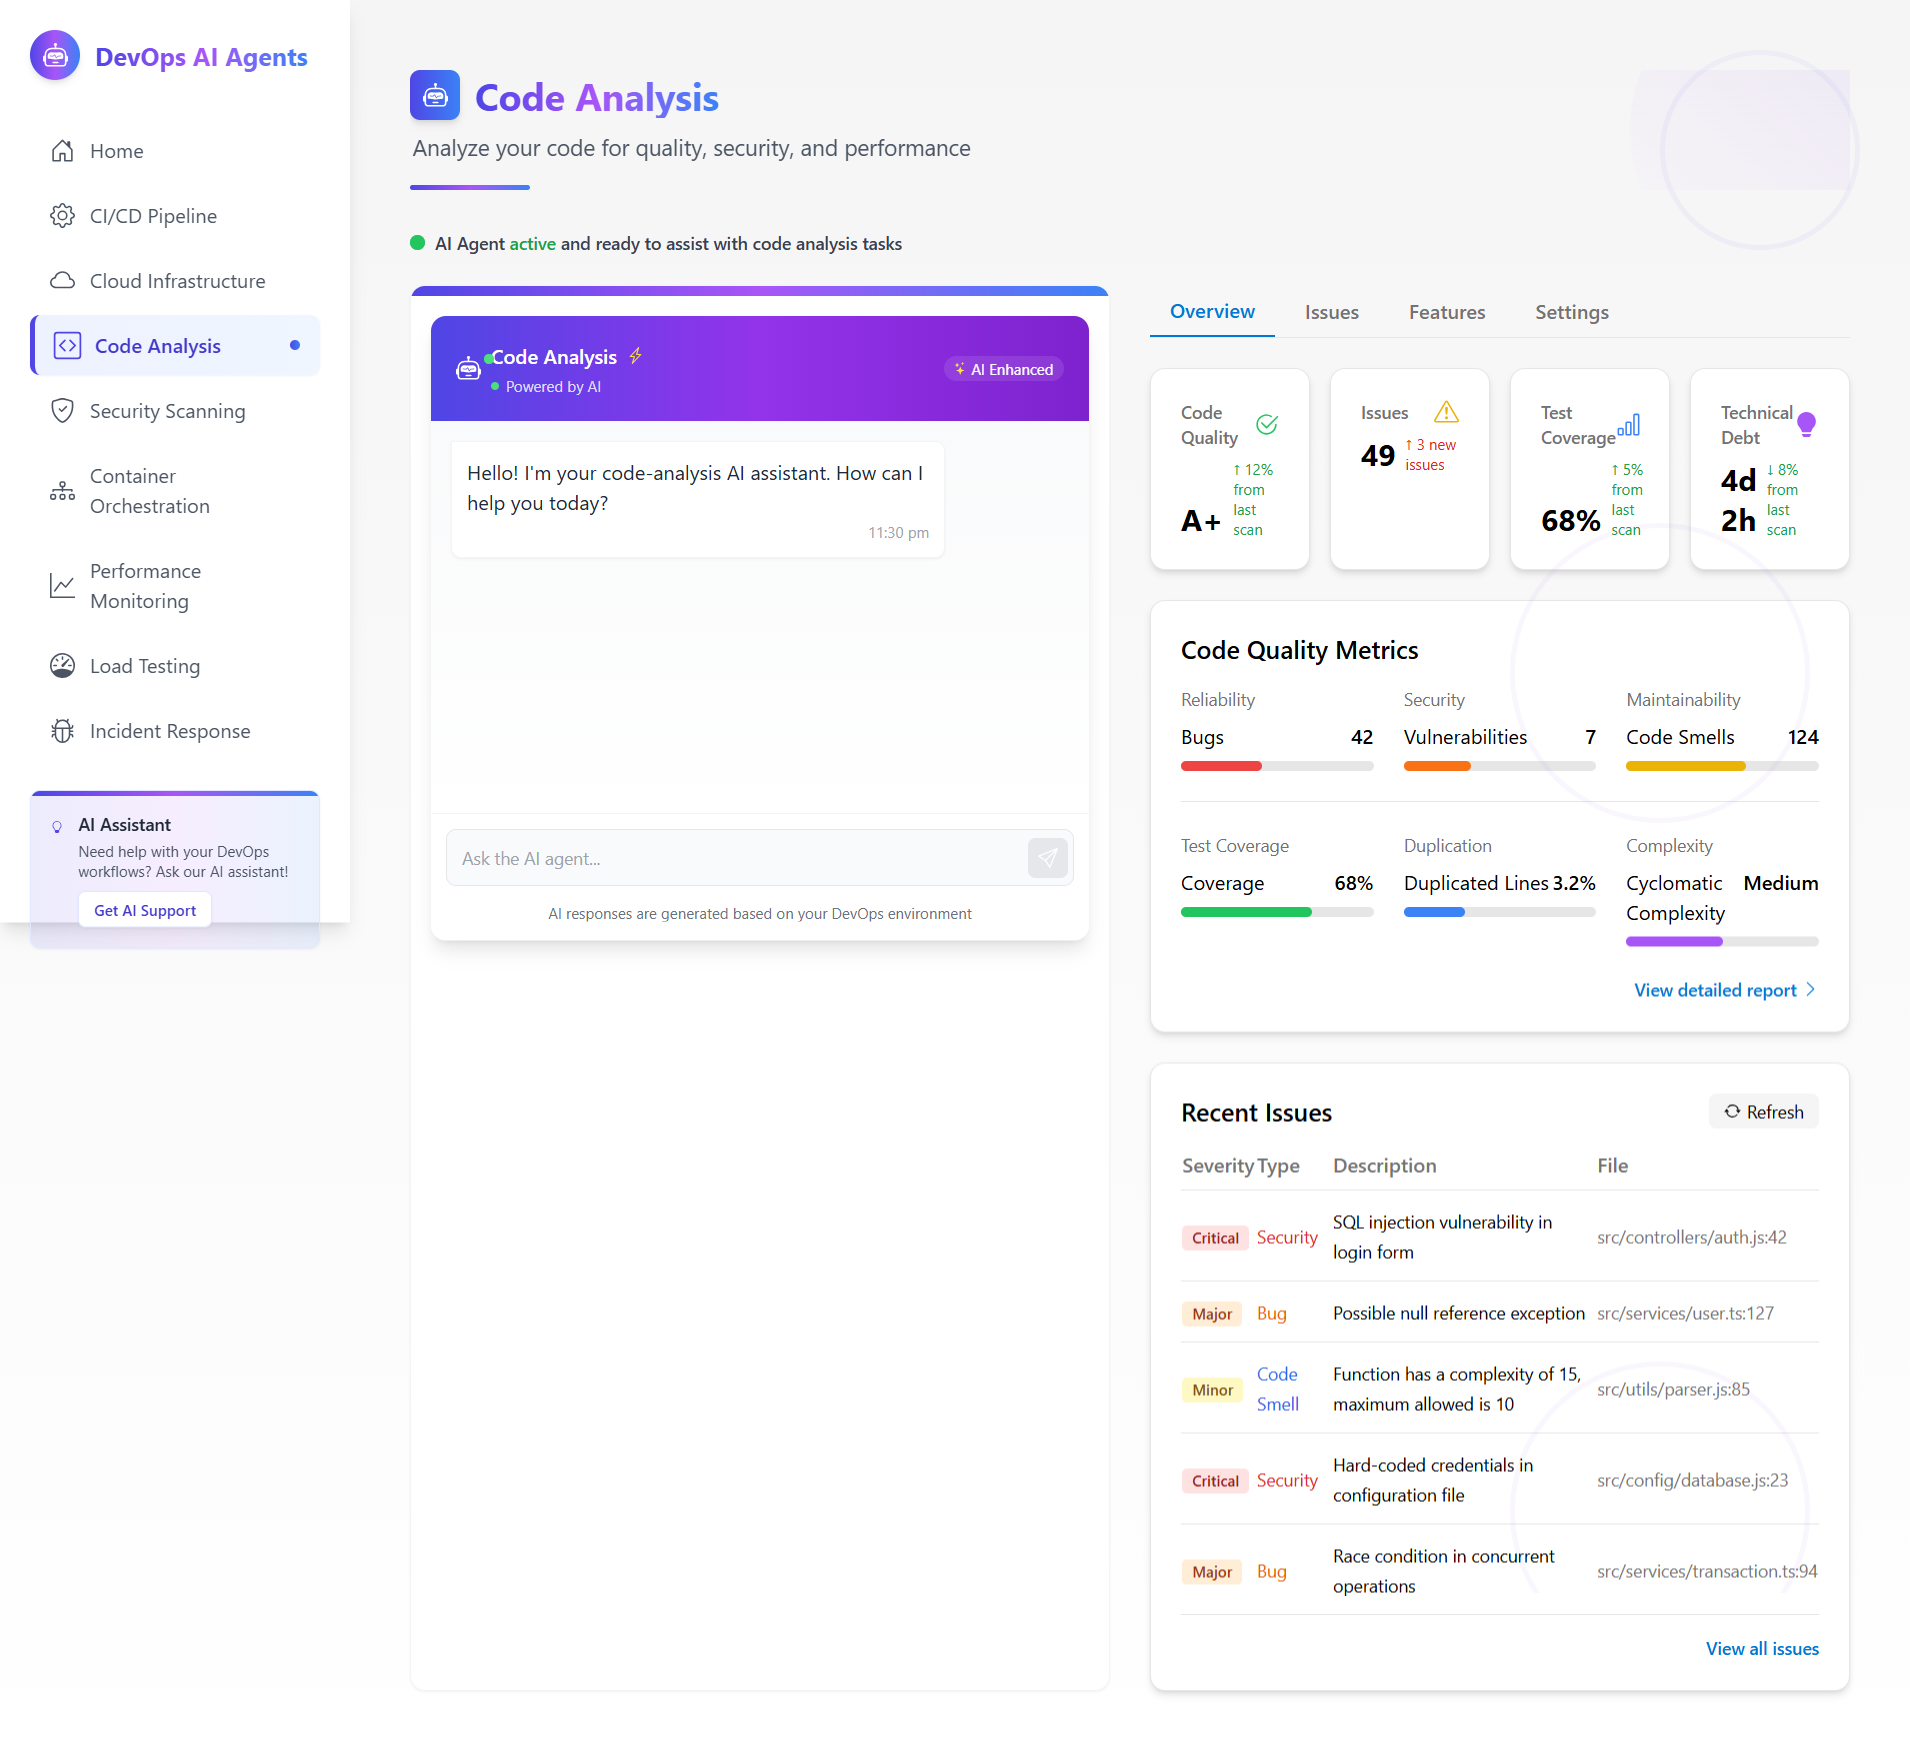 DevOps AI Agents
Home
CI/CD Pipeline
Cloud Infrastructure
Code Analysis
Security Scanning
Container
Orchestration
Performance
Monitoring
Load Testing
Incident Response
AI Assistant
Need help with your DevOps
workflows? Ask our AI assistant!
Get AI Support
Code Analysis
Analyze your code for quality, security, and performance
AI Agent active and ready to assist with code analysis tasks
Code Analysis
Powered by AI
AI Enhanced
Hello! I'm your code-analysis AI assistant. How can I
help you today?
11:30 pm
Ask the AI agent...
AI responses are generated based on your DevOps environment
Overview Issues Features Settings
Code
Quality
A+
↑ 12%
from
last
scan
Issues
49
↑ 3 new
issues
Test
Coverage
68%
↑ 5%
from
last
scan
Technical
Debt
4d
2h
↓ 8%
from
last
scan
Code Quality Metrics
Reliability
Bugs 42
Security
Vulnerabilities 7
Maintainability
Code Smells 124
Test Coverage
Coverage 68%
Duplication
Duplicated Lines 3.2%
Complexity
Cyclomatic
Complexity
Medium
View detailed report
Recent Issues
Refresh
Severity Type Description File
Critical Security
SQL injection vulnerability in
login form
src/controllers/auth.js:42
Major Bug Possible null reference exception src/services/user.ts:127
Minor
Code
Smell
Function has a complexity of 15,
maximum allowed is 10
src/utils/parser.js:85
Critical Security
Hard-coded credentials in
configuration file
src/config/database.js:23
Major Bug
Race condition in concurrent
operations
src/services/transaction.ts:94
View all issues